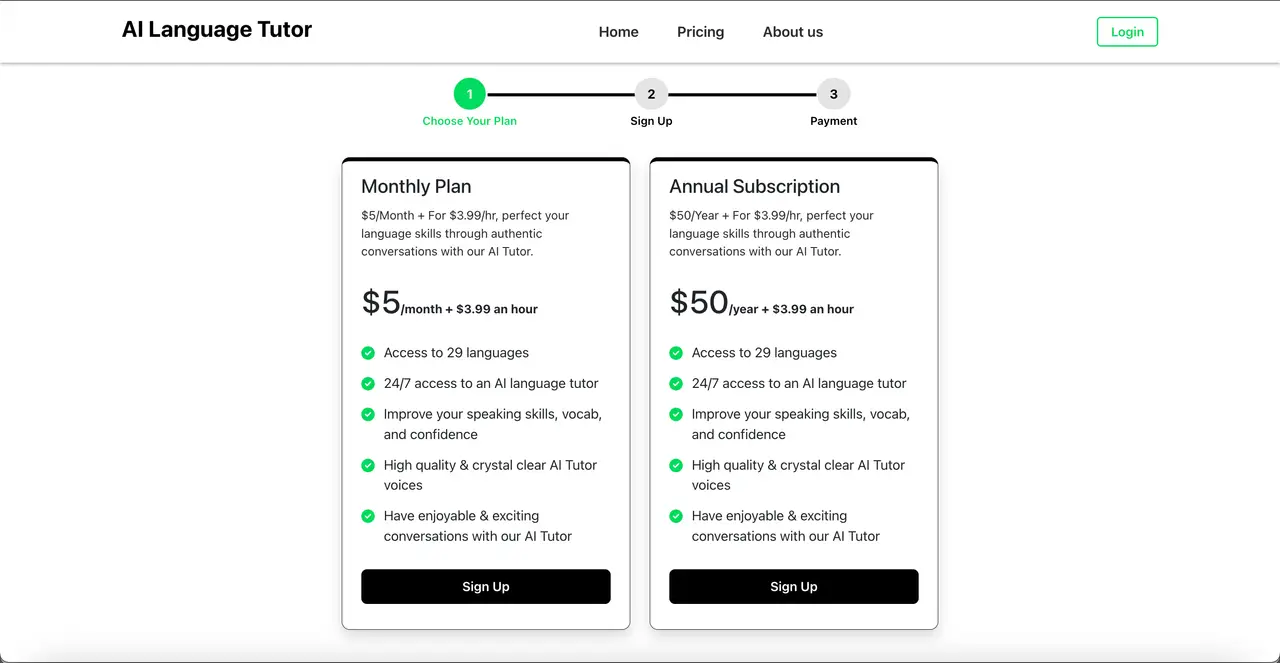 AI Language Tutor
Home
Pricing
About us
Login
1
2
3
Choose Your Plan
Sign Up
Payment
Monthly Plan
$5/Month + For $3.99/hr, perfect your
language skills through authentic
conversations with our AI Tutor.
$5/month + $3.99 an hour
Access to 29 languages
24/7 access to an AI language tutor
Improve your speaking skills, vocab,
and confidence
High quality & crystal clear AI Tutor
voices
Have enjoyable & exciting
conversations with our AI Tutor
Sign Up
Annual Subscription
$50/Year + For $3.99/hr, perfect your
language skills through authentic
conversations with our AI Tutor.
$50/year + $3.99 an hour
Access to 29 languages
24/7 access to an AI language tutor
Improve your speaking skills, vocab,
and confidence
High quality & crystal clear AI Tutor
voices
Have enjoyable & exciting
conversations with our AI Tutor
Sign Up